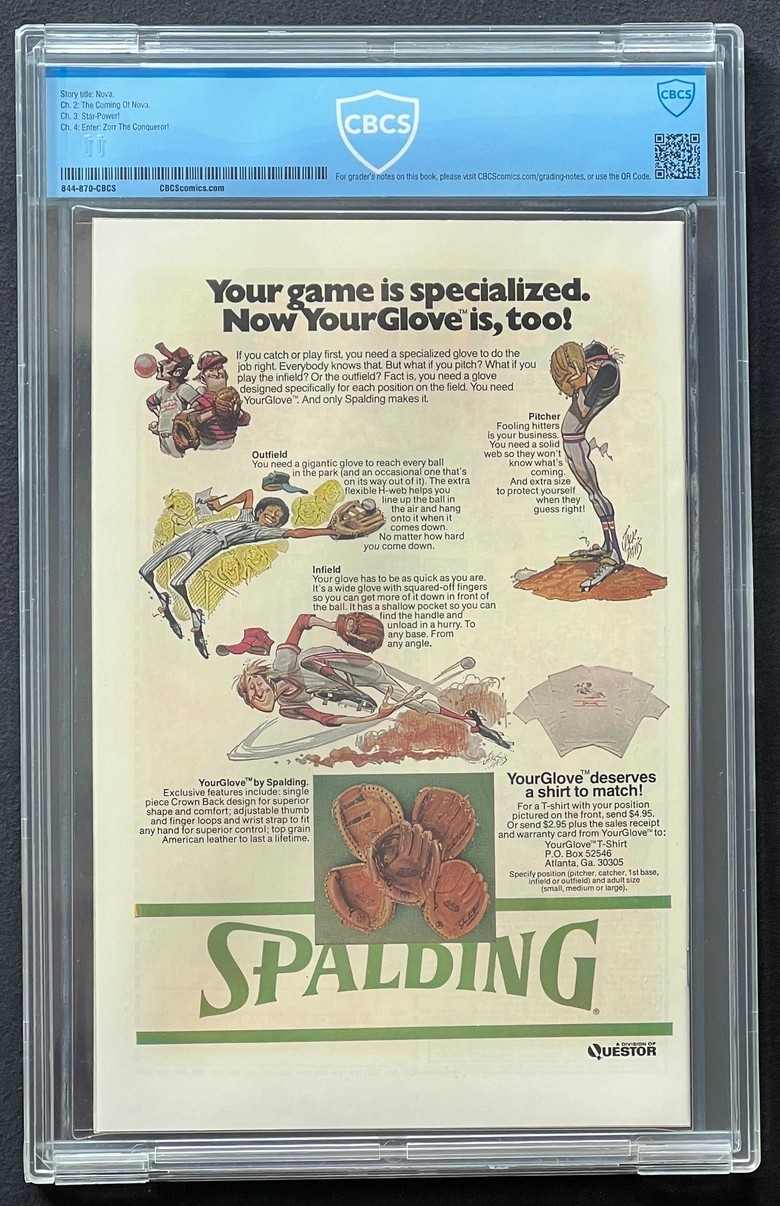 Story title: Nova.
Ch. 2: The Coming Of Nova.
Ch. 3: Star-Power!
Ch. 4: Enter: Zorr The Conqueror!
CBCS
CBCS
844-870-CBCS CBCScomics.com
For grader's notes on this book, please visit CBCScomics.com/grading-notes, or use the QR Code.
Your game is specialized.
Now YourGlove™ is, too!
If you catch or play first, you need a specialized glove to do the
job right. Everybody knows that. But what if you pitch? What if you
play the infield? Or the outfield? Fact is, you need a glove
designed specifically for each position on the field. You need
YourGlove™. And only Spalding makes it.
Pitcher
Fooling hitters
is your business.
You need a solid
web so they won't
know what's
coming.
And extra size
to protect yourself
when they
guess right!
JACK
DAVIS
Outfield
You need a gigantic glove to reach every ball
in the park (and an occasional one that's
on its way out of it). The extra
flexible H-web helps you
line up the ball in
the air and hang
onto it when it
comes down.
No matter how hard
you come down.
Infield
Your glove has to be as quick as you are.
It's a wide glove with squared-off fingers
so you can get more of it down in front of
the ball. It has a shallow pocket so you can
find the handle and
unload in a hurry. To
any base. From
any angle.
JACK
DAVIS
YourGlove™ by Spalding.
Exclusive features include: single
piece Crown Back design for superior
shape and comfort; adjustable thumb
and finger loops and wrist strap to fit
any hand for superior control; top grain
American leather to last a lifetime.
YourGlove™ deserves
a shirt to match!
For a T-shirt with your position
pictured on the front, send $4.95.
Or send $2.95 plus the sales receipt
and warranty card from YourGlove™ to:
YourGlove™ T-Shirt
P.O. Box 52546
Atlanta, Ga. 30305
Specify position (pitcher, catcher, 1st base,
infield or outfield) and adult size
(small, medium or large).
SPALDING®
A DIVISION OF
QUESTOR